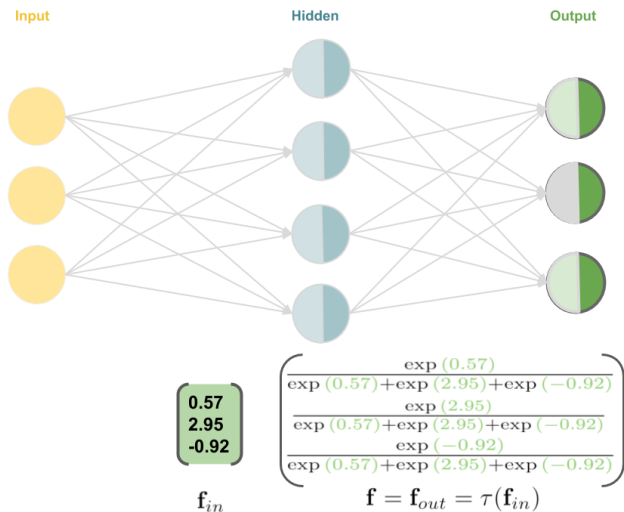 Input Hidden Output
0.57
2.95
-0.92
exp (0.57)
exp (0.57)+exp (2.95)+exp (−0.92)
exp (2.95)
exp (0.57)+exp (2.95)+exp (−0.92)
exp (−0.92)
exp (0.57)+exp (2.95)+exp (−0.92)
f_in
f = f_out = τ(f_in)